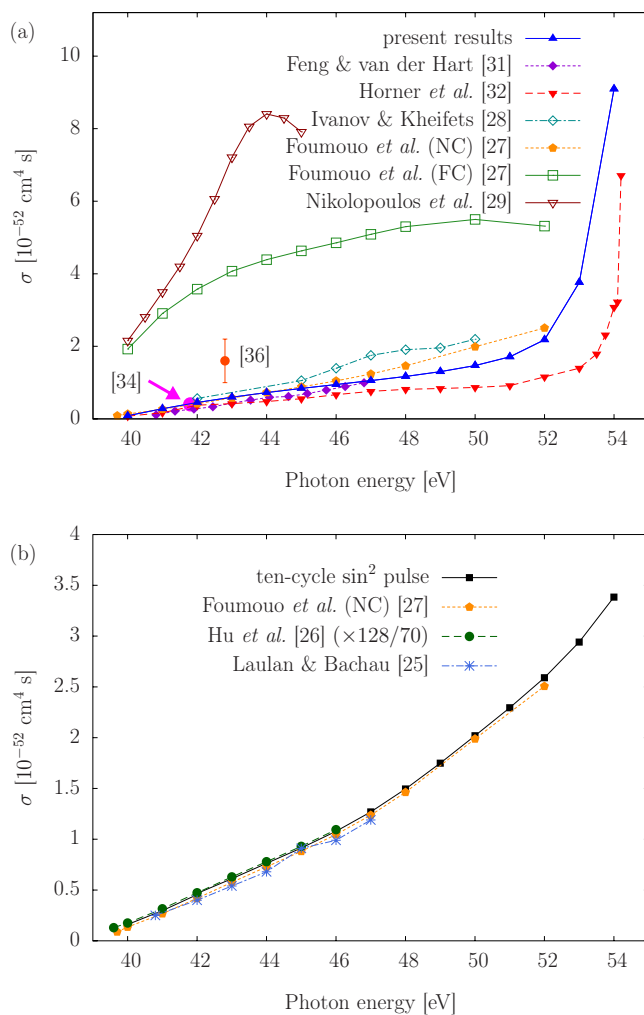 (a)
10
8
6
4
2
0
σ [10⁻⁵² cm⁴ s]
present results
Feng & van der Hart [31]
Horner et al. [32]
Ivanov & Kheifets [28]
Foumouo et al. (NC) [27]
Foumouo et al. (FC) [27]
Nikolopoulos et al. [29]
[36]
[34]
40 42 44 46 48 50 52 54
Photon energy [eV]
(b)
4
3.5
3
2.5
2
1.5
1
0.5
0
σ [10⁻⁵² cm⁴ s]
ten-cycle sin² pulse
Foumouo et al. (NC) [27]
Hu et al. [26] (×128/70)
Laulan & Bachau [25]
40 42 44 46 48 50 52 54
Photon energy [eV]